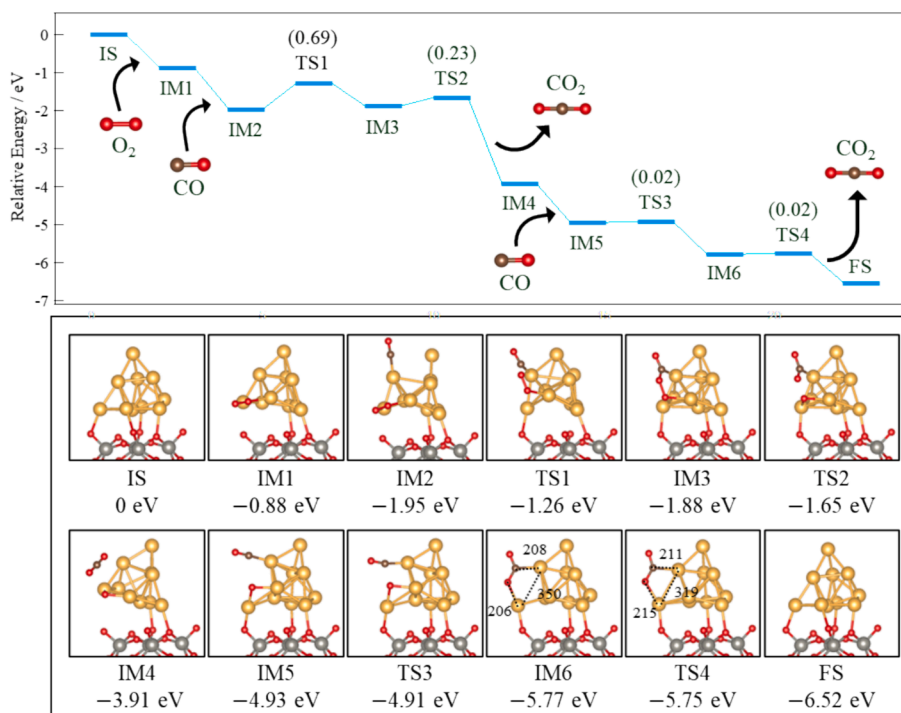 Relative Energy / eV
0
-1
-2
-3
-4
-5
-6
-7
IS
IM1
IM2
(0.69)
TS1
IM3
(0.23)
TS2
IM4
IM5
(0.02)
TS3
IM6
(0.02)
TS4
FS
O₂
CO
CO₂
CO
CO₂
IS
0 eV
IM1
−0.88 eV
IM2
−1.95 eV
TS1
−1.26 eV
IM3
−1.88 eV
TS2
−1.65 eV
208
350
206
211
319
215
IM4
−3.91 eV
IM5
−4.93 eV
TS3
−4.91 eV
IM6
−5.77 eV
TS4
−5.75 eV
FS
−6.52 eV